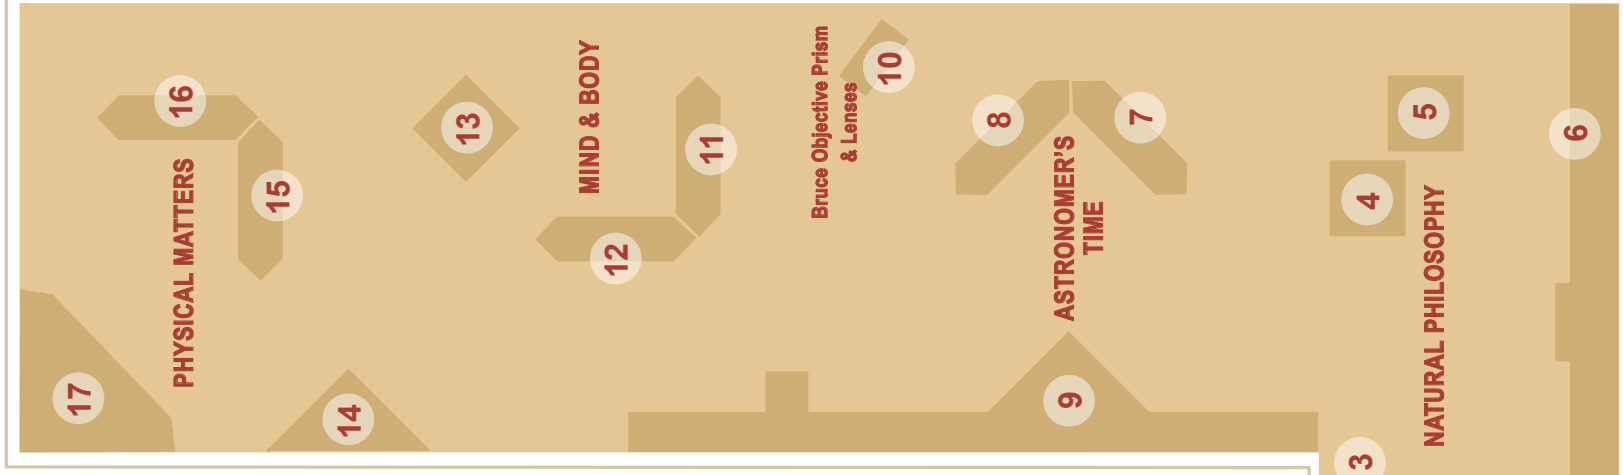 17
PHYSICAL MATTERS
16
15
14
13
MIND & BODY
12
11
Bruce Objective Prism
& Lenses
10
8
9
ASTRONOMER'S
TIME
7
3
4
5
NATURAL PHILOSOPHY
6